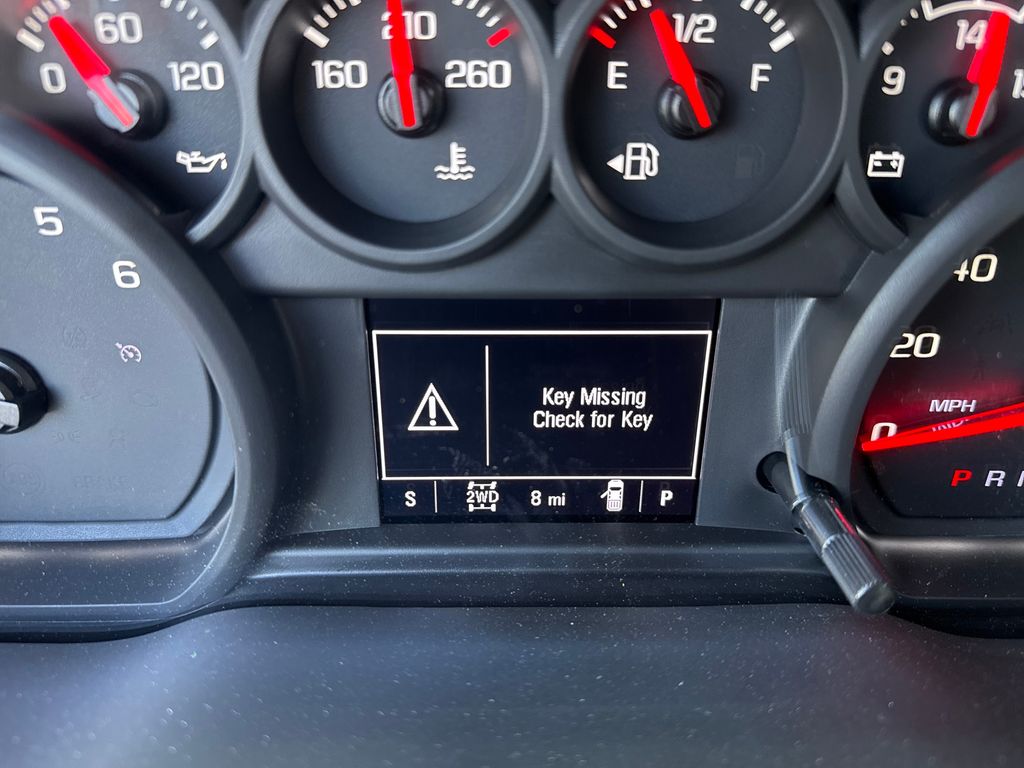 0 60 120
160 210 260
E 1/2 F
9 14
5
6
40
20
0
MPH
Key Missing
Check for Key
S 2WD 8 mi P
P R